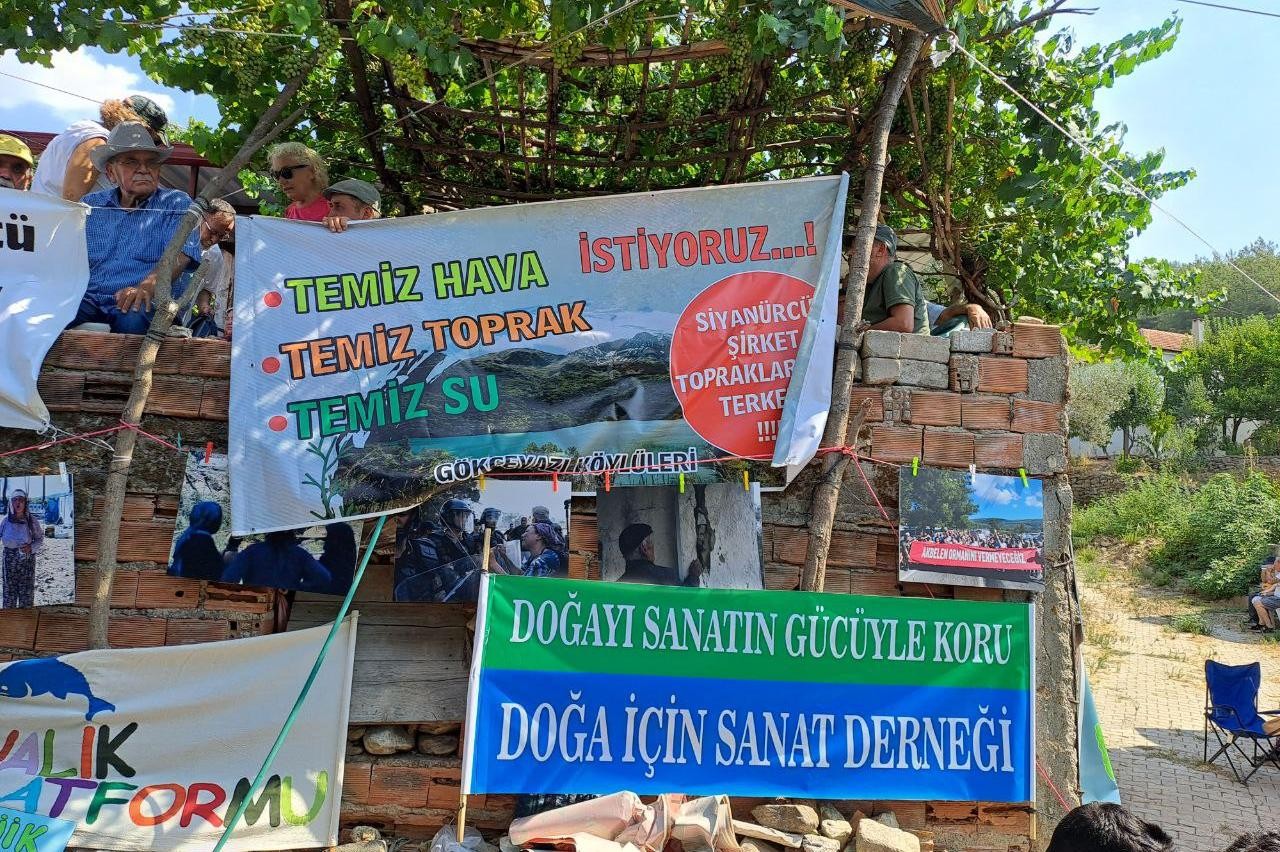 cü
TEMİZ HAVA
İSTİYORUZ...!
TEMİZ TOPRAK
TEMİZ SU
SİYANÜRCÜ
ŞİRKET
TERKE
!!!!
GÖKÇEYAZI KÖYLÜLERİ
AKBELEN ORMANINI VERMEYECEĞİZ
DOĞAYI SANATIN GÜCÜYLE KORU
DOĞA İÇİN SANAT DERNEĞİ
VALIK
ATFORMU